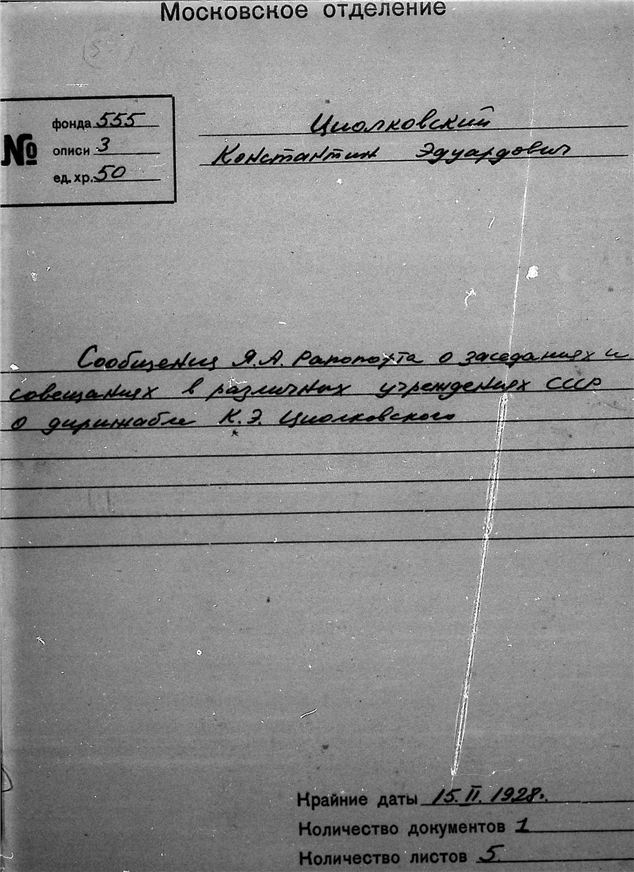 Московское отделение
№
фонда 555
описи 3
ед. хр. 50
Циолковский
Константин Эдуардович
Сообщения Я.А. Рапопорта о заседаниях и
совещаниях в различных учреждениях СССР
о дирижабле К.Э. Циолковского
Крайние даты 15.II.1928.
Количество документов 1
Количество листов 5